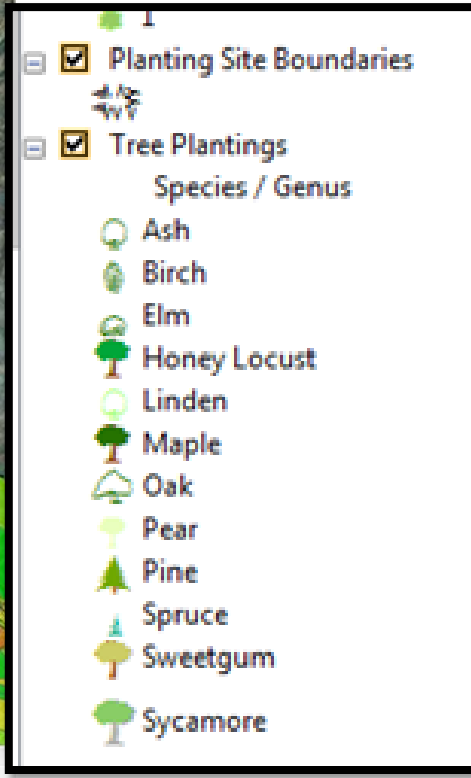 Planting Site Boundaries
Tree Plantings
Species / Genus
Ash
Birch
Elm
Honey Locust
Linden
Maple
Oak
Pear
Pine
Spruce
Sweetgum
Sycamore